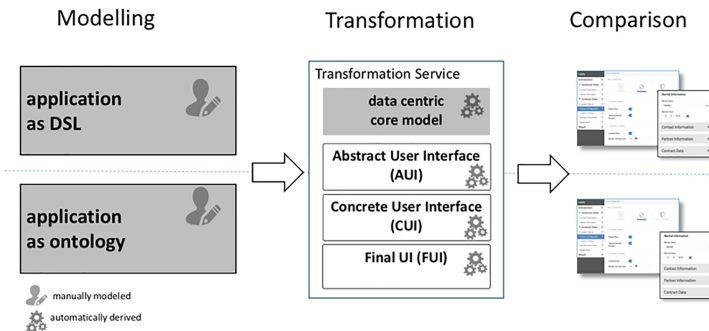 Modelling
Transformation
Comparison
application
as DSL
application
as ontology
manually modeled
automatically derived
Transformation Service
data centric
core model
Abstract User Interface
(AUI)
Concrete User Interface
(CUI)
Final UI (FUI)
Contact Information
Partner Information
Contract Data
Contact Information
Partner Information
Contract Data